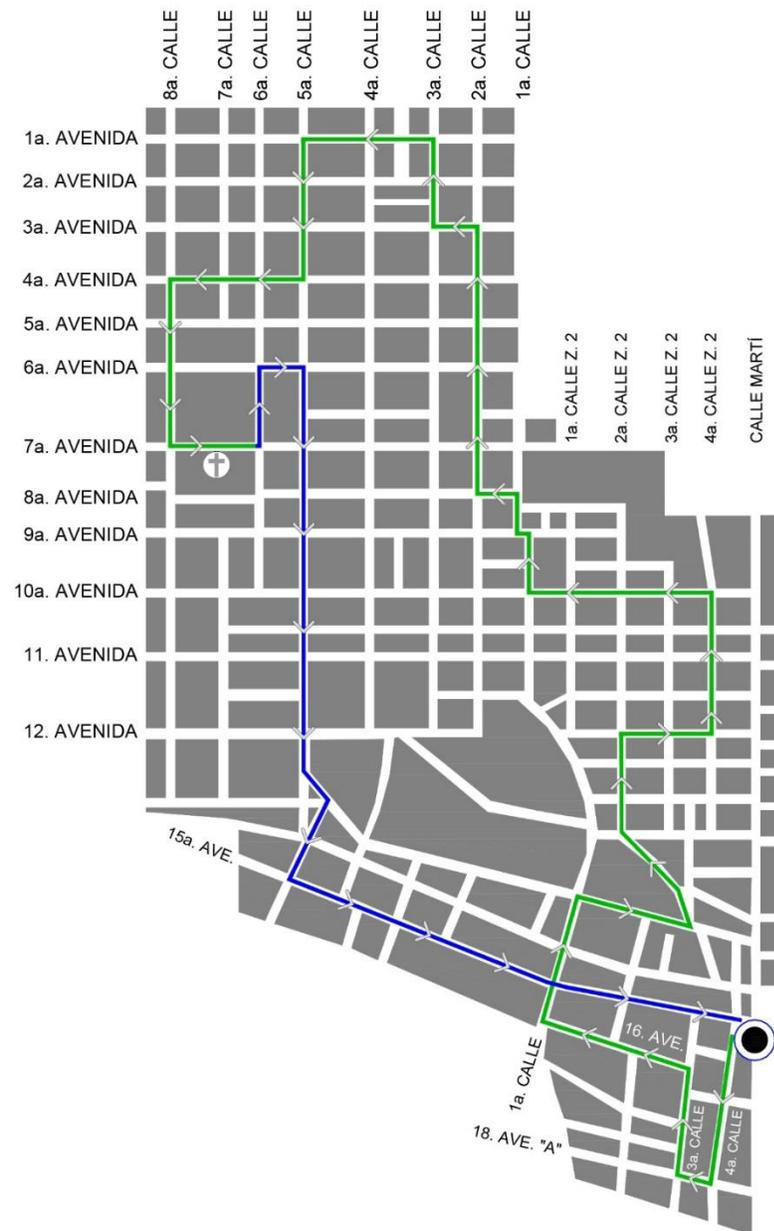 8a. CALLE
7a. CALLE
6a. CALLE
5a. CALLE
4a. CALLE
3a. CALLE
2a. CALLE
1a. CALLE
1a. AVENIDA
2a. AVENIDA
3a. AVENIDA
4a. AVENIDA
5a. AVENIDA
6a. AVENIDA
7a. AVENIDA
8a. AVENIDA
9a. AVENIDA
10a. AVENIDA
11. AVENIDA
12. AVENIDA
1a. CALLE Z. 2
2a. CALLE Z. 2
3a. CALLE Z. 2
4a. CALLE Z. 2
CALLE MARTÍ
15a. AVE.
16. AVE.
1a. CALLE
18. AVE. "A"
3a. CALLE
4a. CALLE